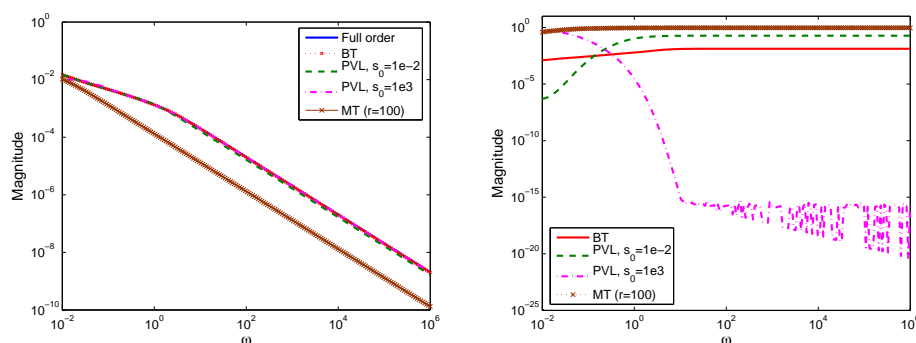 10^0
10^-2
10^-4
10^-6
10^-8
10^-10
Magnitude
Full order
BT
PVL, s_0=1e-2
PVL, s_0=1e3
MT (r=100)
10^-2
10^0
10^2
10^4
10^6
ω
10^0
10^-5
10^-10
10^-15
10^-20
10^-25
Magnitude
BT
PVL, s_0=1e-2
PVL, s_0=1e3
MT (r=100)
10^-2
10^0
10^2
10^4
10^6
ω